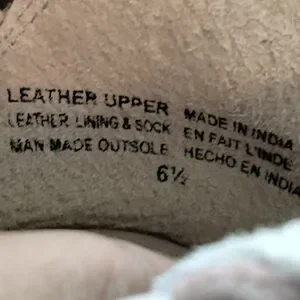 LEATHER UPPER
LEATHER LINING & SOCK
MAN MADE OUTSOLE
MADE IN INDIA
EN FAIT L'INDE
HECHO EN INDIA
6½